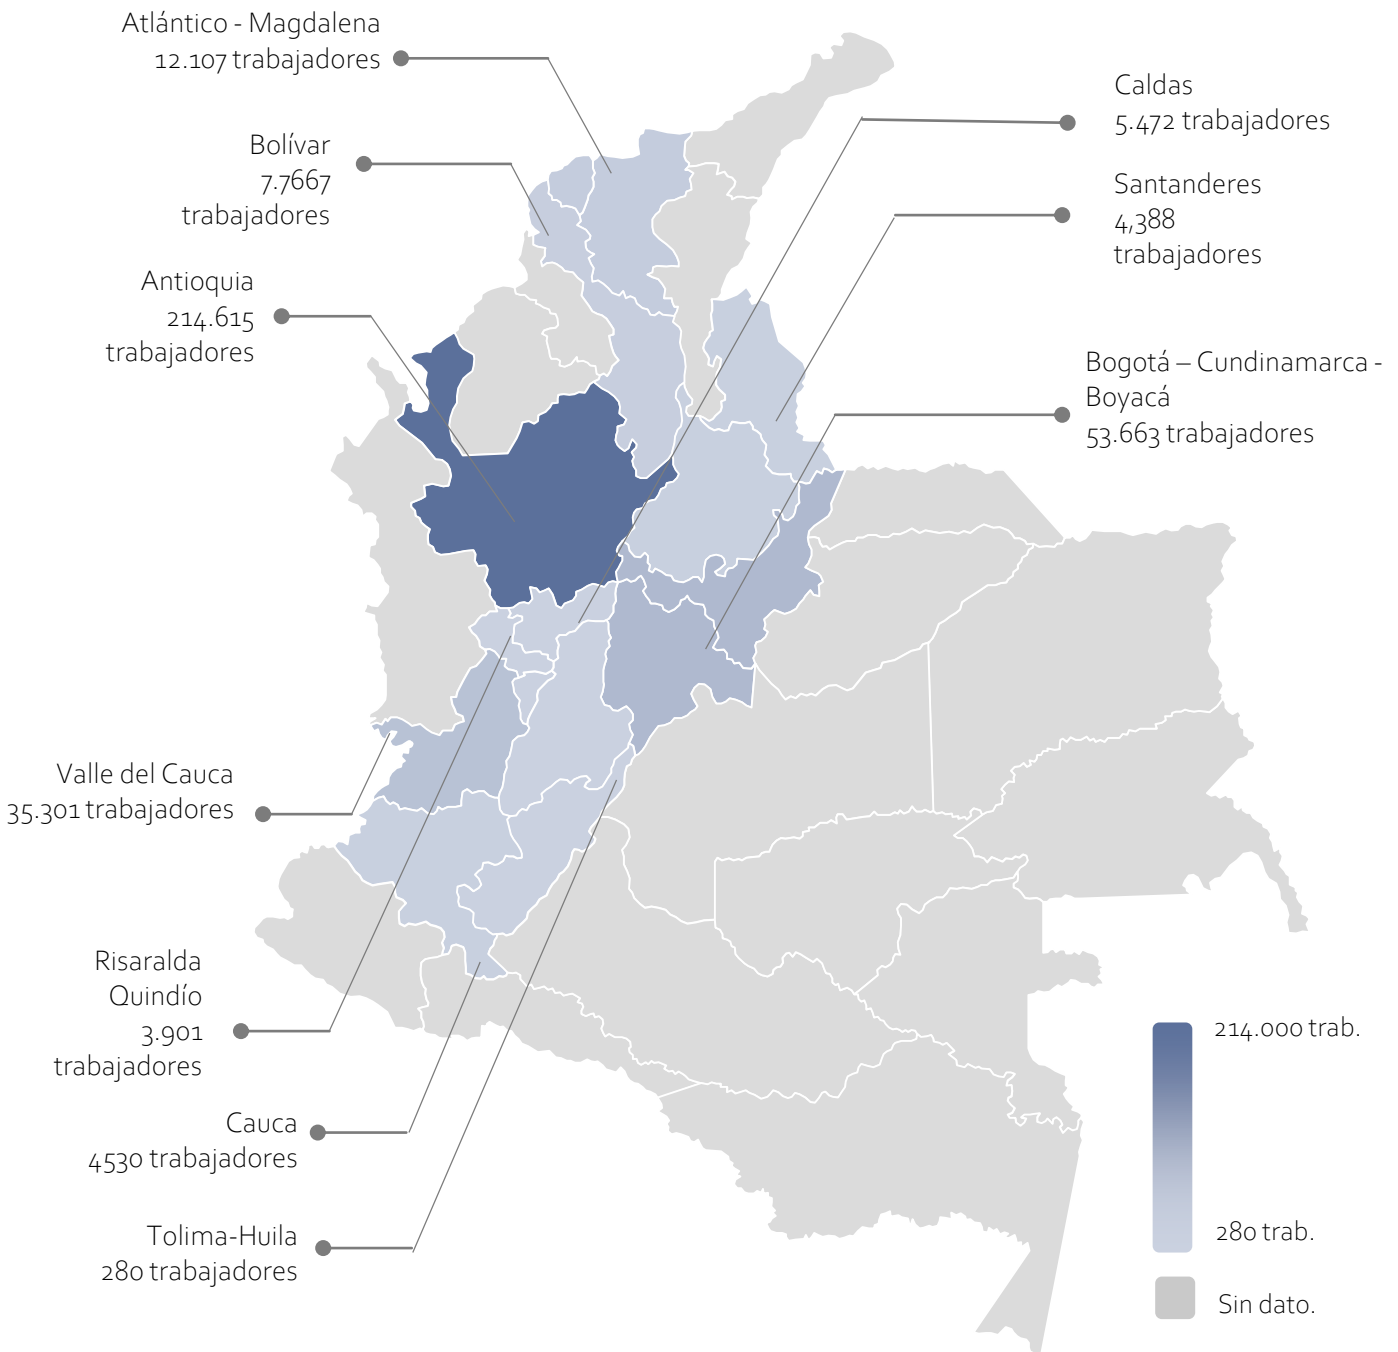 Atlántico - Magdalena
12.107 trabajadores
Bolívar
7.7667
trabajadores
Antioquia
214.615
trabajadores
Caldas
5.472 trabajadores
Santanderes
4,388
trabajadores
Bogotá – Cundinamarca -
Boyacá
53.663 trabajadores
Valle del Cauca
35.301 trabajadores
Risaralda
Quindío
3.901
trabajadores
Cauca
4530 trabajadores
Tolima-Huila
280 trabajadores
214.000 trab.
280 trab.
Sin dato.